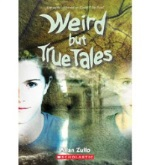 Weird
but
True Tales
Allan Zullo
SCHOLASTIC